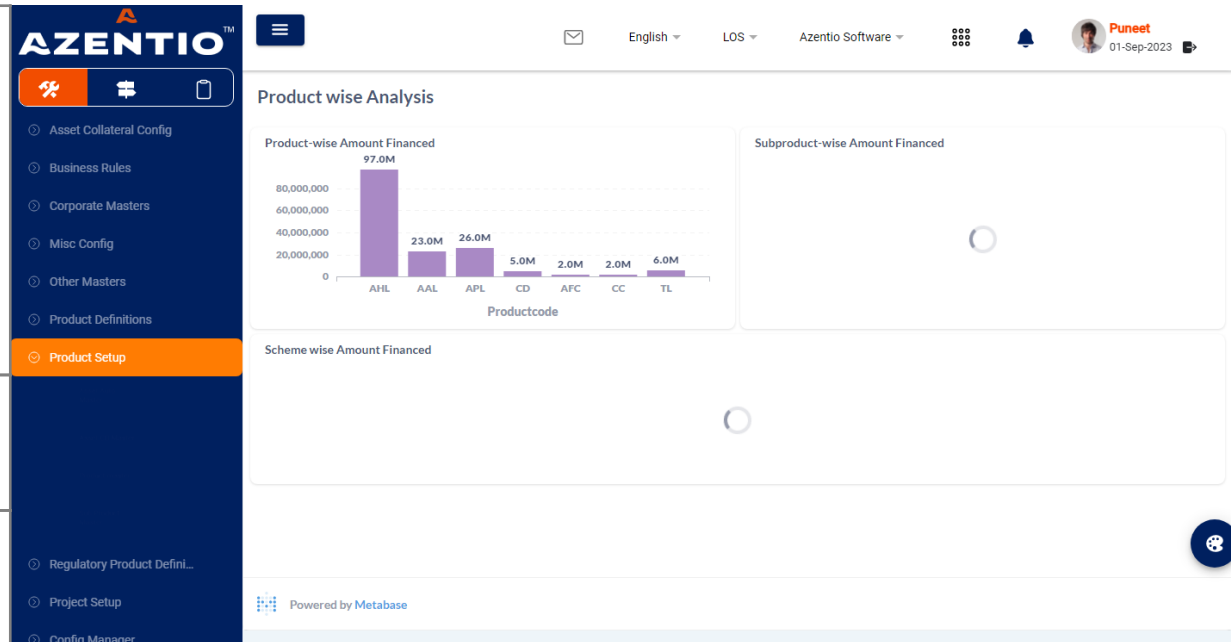 AZENTIO™
English
LOS
Azentio Software
Puneet
01-Sep-2023
Asset Collateral Config
Business Rules
Corporate Masters
Misc Config
Other Masters
Product Definitions
Product Setup
Regulatory Product Defini...
Project Setup
Config Manager
Product wise Analysis
Product-wise Amount Financed
97.0M
80,000,000
60,000,000
40,000,000
23.0M
26.0M
20,000,000
5.0M
2.0M
2.0M
6.0M
0
AHL
AAL
APL
CD
AFC
CC
TL
Productcode
Subproduct-wise Amount Financed
Scheme wise Amount Financed
Powered by Metabase